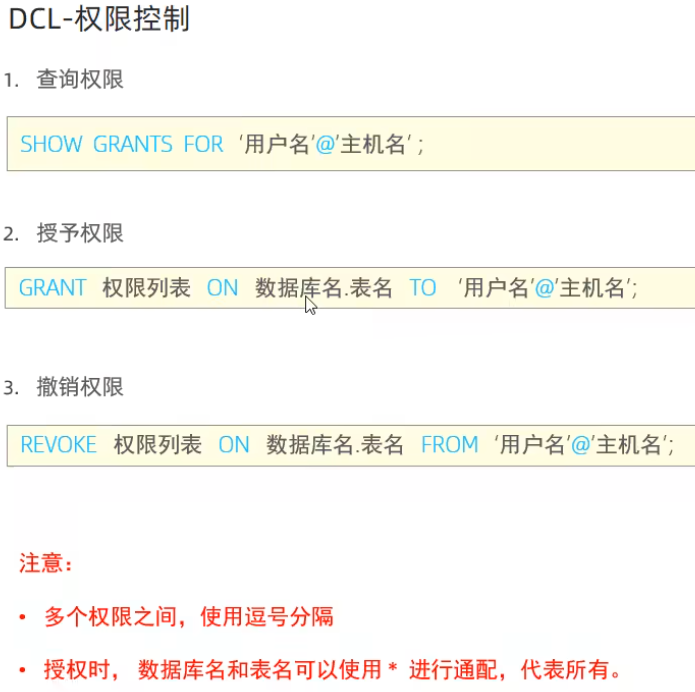 DCL-权限控制
1. 查询权限
SHOW GRANTS FOR '用户名'@'主机名' ;
2. 授予权限
GRANT 权限列表 ON 数据库名.表名 TO '用户名'@'主机名';
3. 撤销权限
REVOKE 权限列表 ON 数据库名.表名 FROM '用户名'@'主机名';
注意：
• 多个权限之间，使用逗号分隔
• 授权时， 数据库名和表名可以使用 * 进行通配，代表所有。